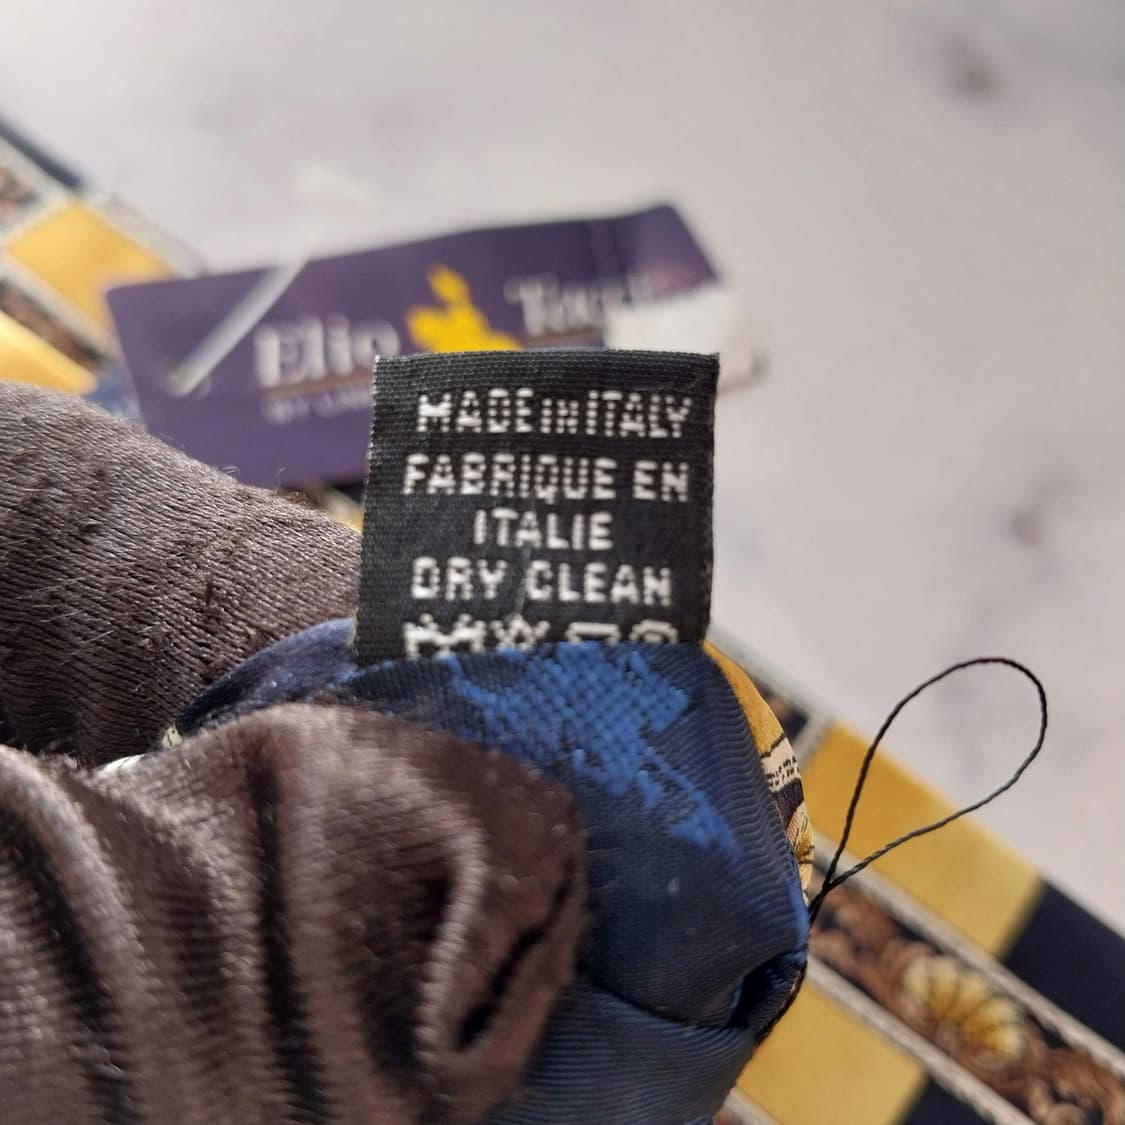 Elio
MADE IN ITALY
FABRIQUE EN
ITALIE
DRY CLEAN